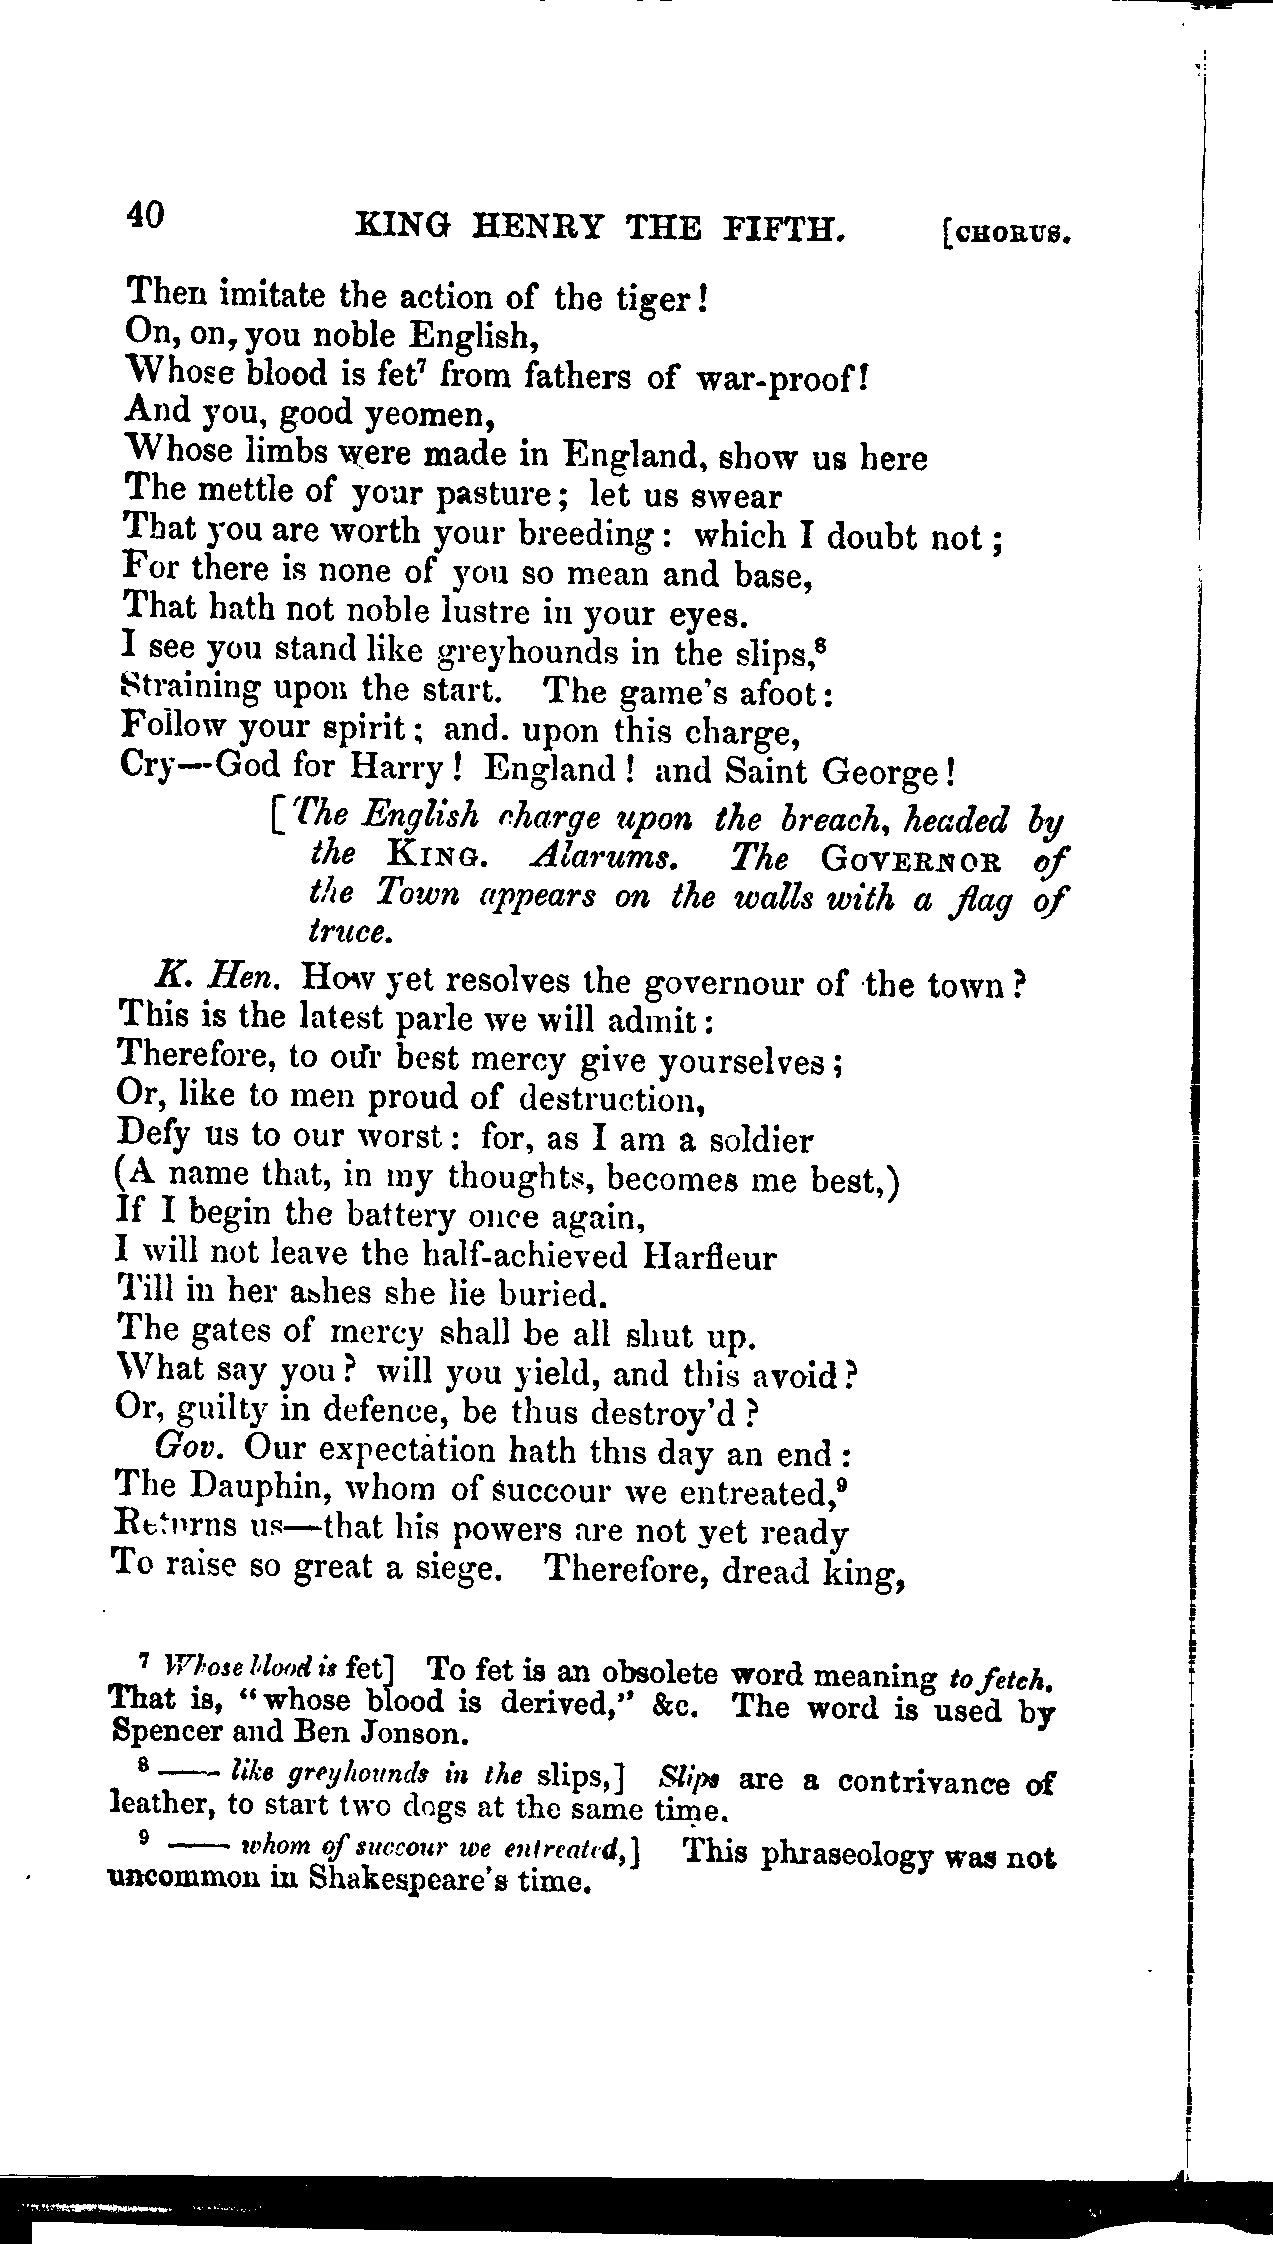 40 KING HENRY THE FIFTH. [CHORUS.
Then imitate the action of the tiger!
On, on, you noble English,
Whose blood is fet⁷ from fathers of war-proof!
And you, good yeomen,
Whose limbs were made in England, show us here
The mettle of your pasture; let us swear
That you are worth your breeding: which I doubt not;
For there is none of you so mean and base,
That hath not noble lustre in your eyes.
I see you stand like greyhounds in the slips,⁸
Straining upon the start. The game's afoot:
Follow your spirit; and. upon this charge,
Cry—God for Harry! England! and Saint George!
[The English charge upon the breach, headed by
the KING. Alarums. The GOVERNOR of
the Town appears on the walls with a flag of
truce.
K. Hen. How yet resolves the governour of the town?
This is the latest parle we will admit:
Therefore, to our best mercy give yourselves;
Or, like to men proud of destruction,
Defy us to our worst: for, as I am a soldier
(A name that, in my thoughts, becomes me best,)
If I begin the battery once again,
I will not leave the half-achieved Harfleur
Till in her ashes she lie buried.
The gates of mercy shall be all shut up.
What say you? will you yield, and this avoid?
Or, guilty in defence, be thus destroy'd?
Gov. Our expectation hath this day an end:
The Dauphin, whom of succour we entreated,⁹
Returns us—that his powers are not yet ready
To raise so great a siege. Therefore, dread king,
⁷ Whose blood is fet] To fet is an obsolete word meaning to fetch.
That is, "whose blood is derived," &c. The word is used by
Spencer and Ben Jonson.
⁸ —— like greyhounds in the slips,] Slips are a contrivance of
leather, to start two dogs at the same time.
⁹ —— whom of succour we entreated,] This phraseology was not
uncommon in Shakespeare's time.